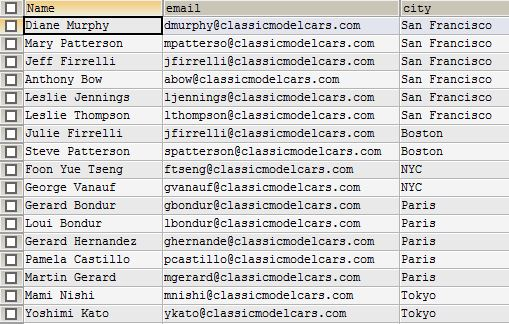 Name email city
Diane Murphy dmurphy@classicmodelcars.com San Francisco
Mary Patterson mpatterso@classicmodelcars.com San Francisco
Jeff Firrelli jfirrelli@classicmodelcars.com San Francisco
Anthony Bow abow@classicmodelcars.com San Francisco
Leslie Jennings ljennings@classicmodelcars.com San Francisco
Leslie Thompson lthompson@classicmodelcars.com San Francisco
Julie Firrelli jfirrelli@classicmodelcars.com Boston
Steve Patterson spatterson@classicmodelcars.com Boston
Foon Yue Tseng ftseng@classicmodelcars.com NYC
George Vanauf gvanauf@classicmodelcars.com NYC
Gerard Bondur gbondur@classicmodelcars.com Paris
Loui Bondur lbondur@classicmodelcars.com Paris
Gerard Hernandez ghernande@classicmodelcars.com Paris
Pamela Castillo pcastillo@classicmodelcars.com Paris
Martin Gerard mgerard@classicmodelcars.com Paris
Mami Nishi mnishi@classicmodelcars.com Tokyo
Yoshimi Kato ykato@classicmodelcars.com Tokyo